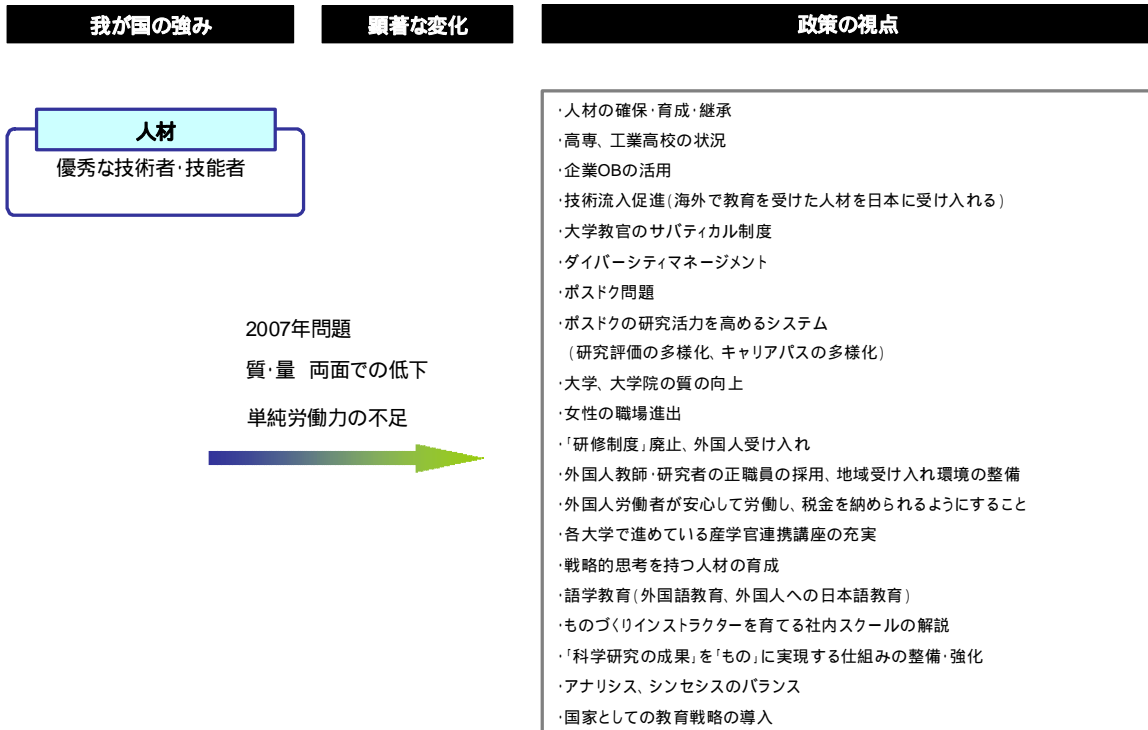 我が国の強み
顕著な変化
政策の視点
人材
優秀な技術者・技能者
2007年問題
質・量 両面での低下
単純労働力の不足
・人材の確保・育成・継承
・高専、工業高校の状況
・企業OBの活用
・技術流入促進(海外で教育を受けた人材を日本に受け入れる)
・大学教官のサバティカル制度
・ダイバーシティマネージメント
・ポスドク問題
・ポスドクの研究活力を高めるシステム
(研究評価の多様化、キャリアパスの多様化)
・大学、大学院の質の向上
・女性の職場進出
・「研修制度」廃止、外国人受け入れ
・外国人教師・研究者の正職員の採用、地域受け入れ環境の整備
・外国人労働者が安心して労働し、税金を納められるようにすること
・各大学で進めている産学官連携講座の充実
・戦略的思考を持つ人材の育成
・語学教育(外国語教育、外国人への日本語教育)
・ものづくりインストラクターを育てる社内スクールの解説
・「科学研究の成果」を「もの」に実現する仕組みの整備・強化
・アナリシス、シンセシスのバランス
・国家としての教育戦略の導入